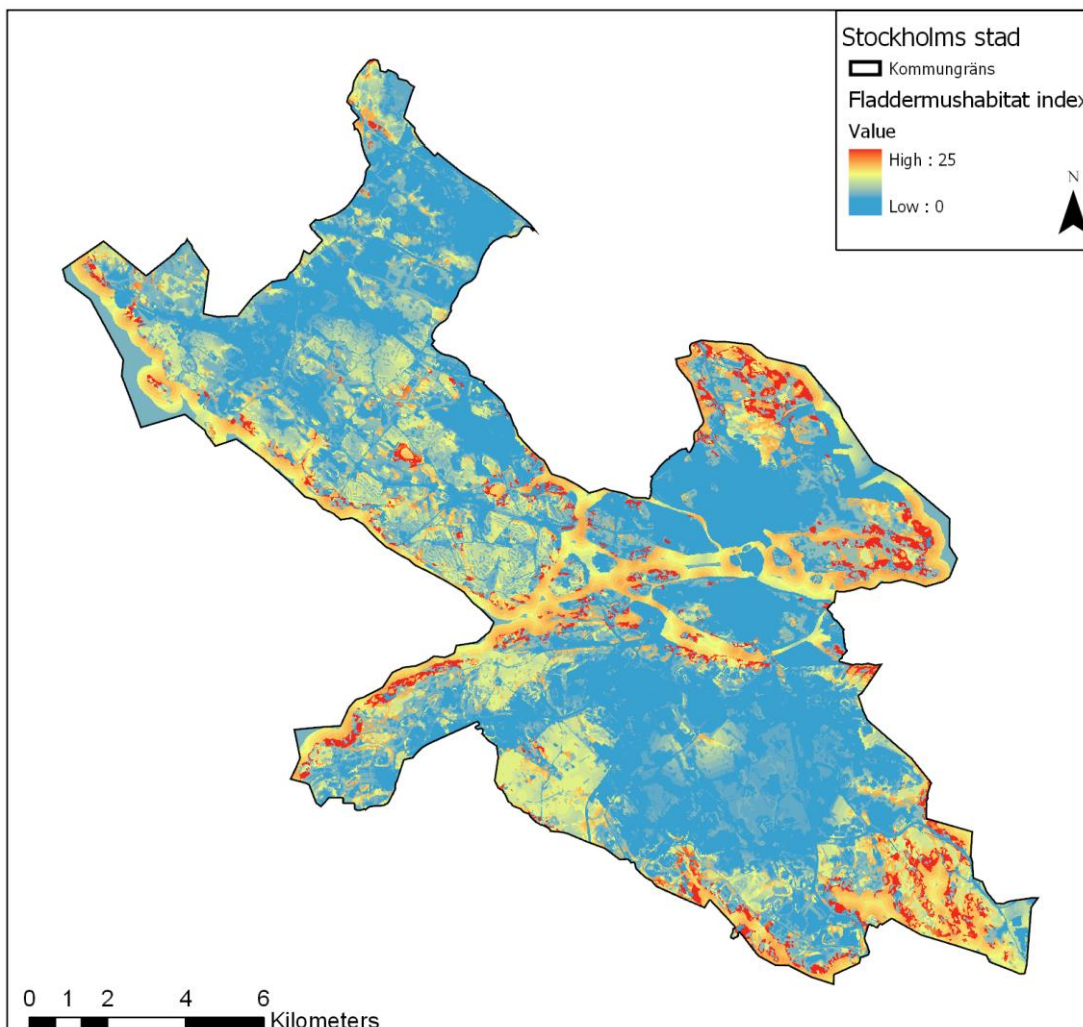 Stockholms stad
Kommungräns
Fladdermushabitat index
Value
High : 25
Low : 0
N
0 1 2 4 6
Kilometers